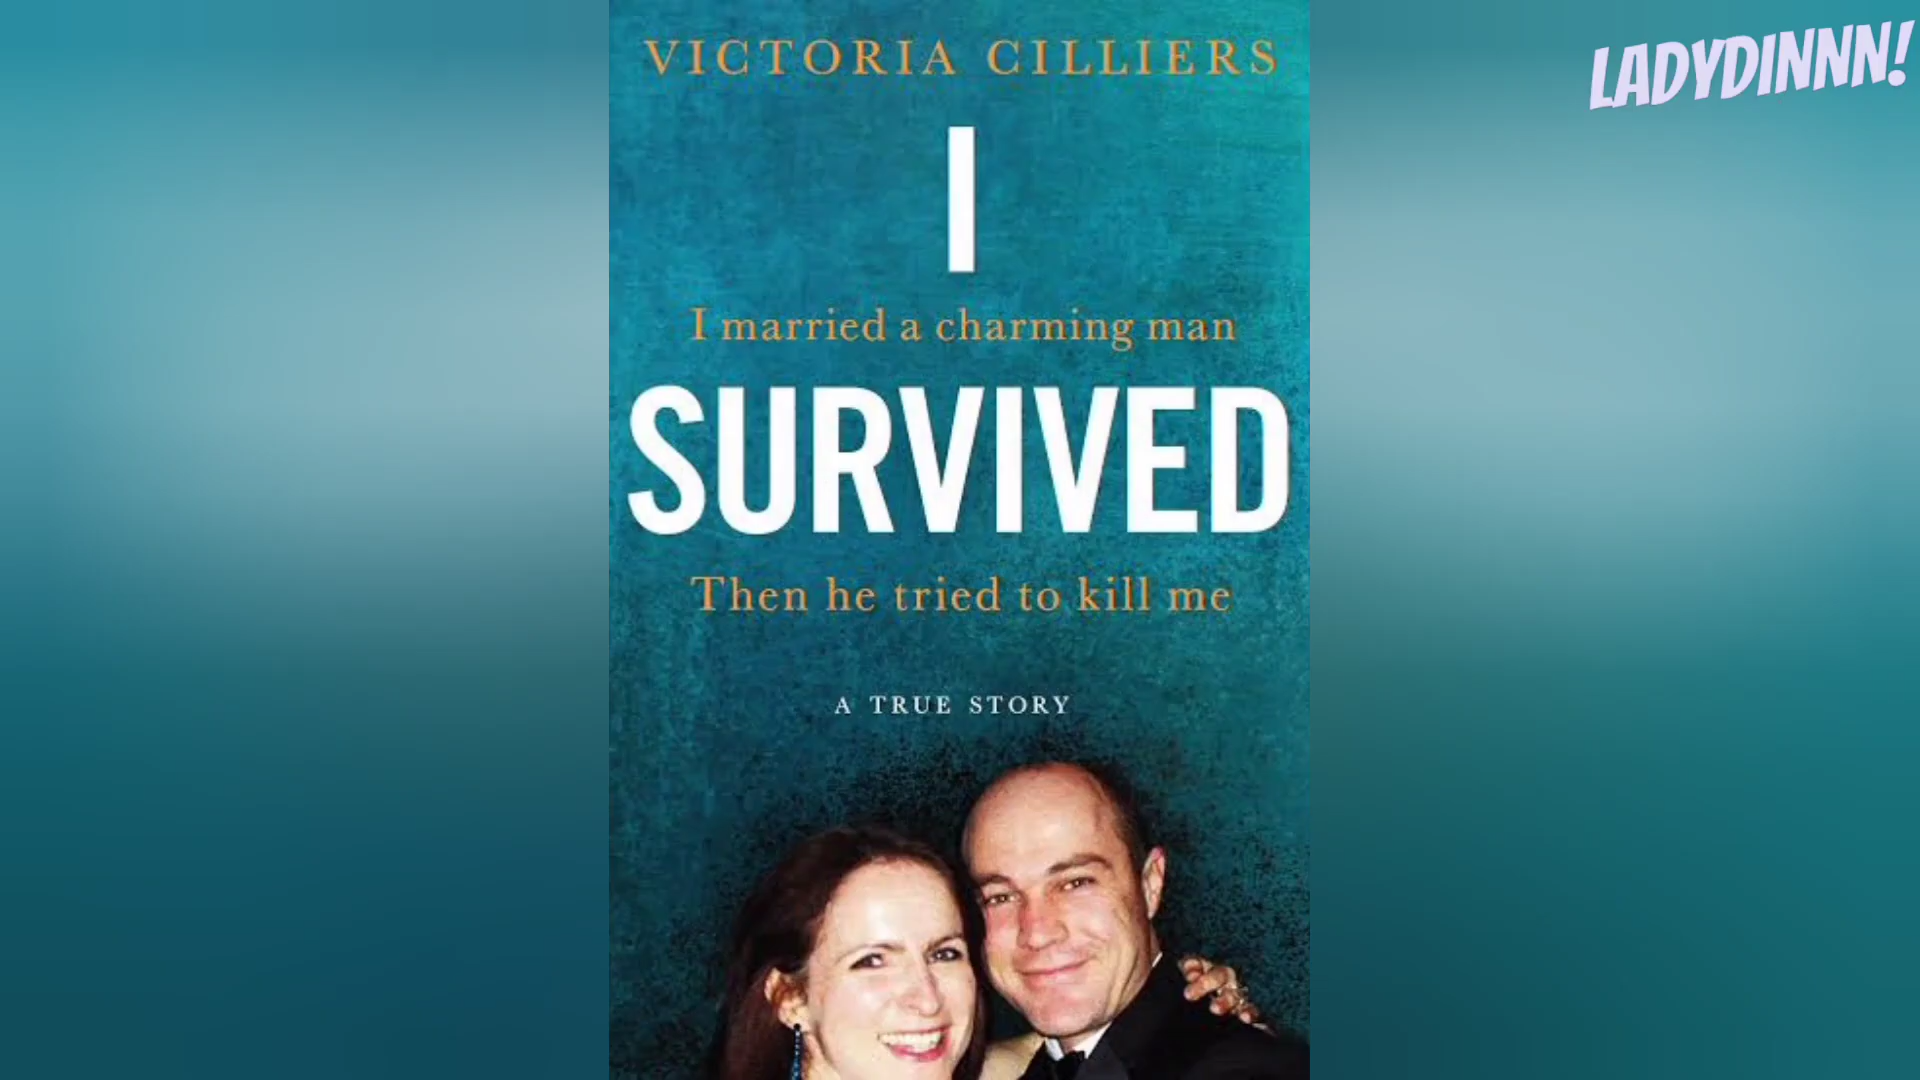 LADYDINNN!
VICTORIA CILLIERS
I
I married a charming man
SURVIVED
Then he tried to kill me
A TRUE STORY